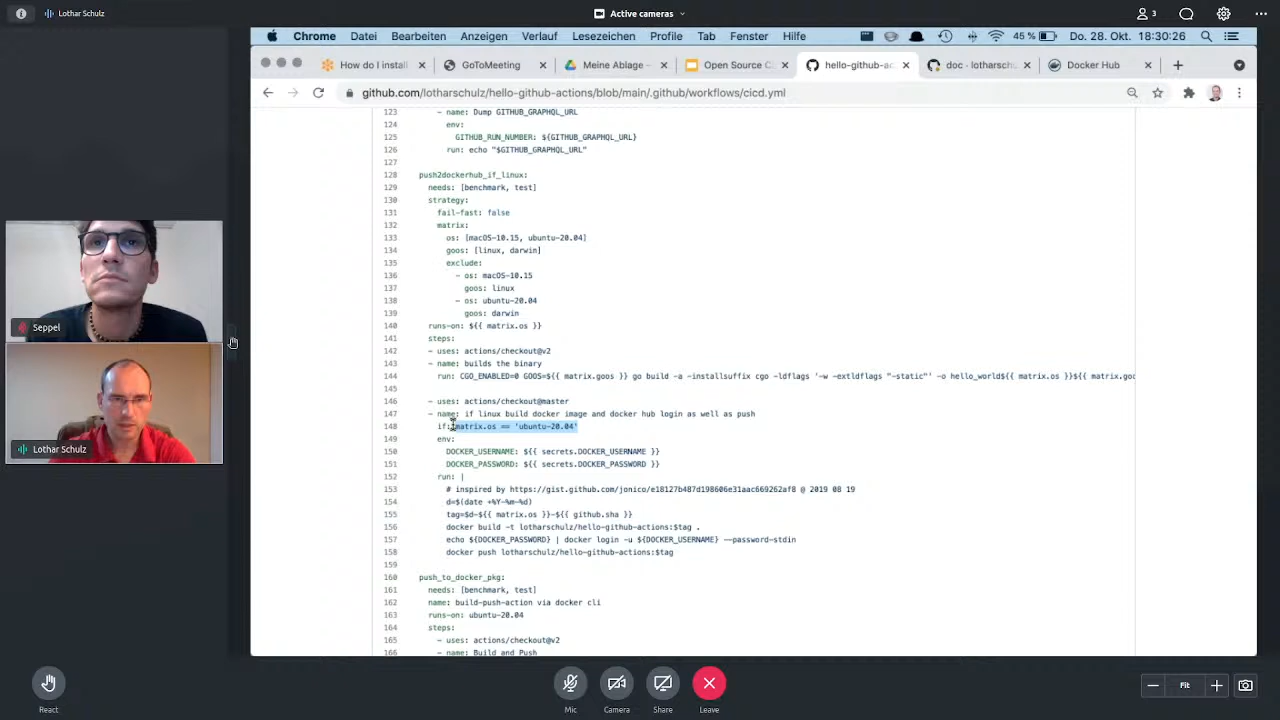 Lothar Schulz
Active cameras
3
Chrome Datei Bearbeiten Anzeigen Verlauf Lesezeichen Profile Tab Fenster Hilfe 45 % Do. 28. Okt. 18:30:26
How do I install
GoToMeeting
Meine Ablage –
Open Source C
hello-github-ac
doc · lotharsch
Docker Hub
github.com/lotharschulz/hello-github-actions/blob/main/.github/workflows/cicd.yml
123 - name: Dump GITHUB_GRAPHQL_URL
124 env:
125 GITHUB_RUN_NUMBER: ${GITHUB_GRAPHQL_URL}
126 run: echo "$GITHUB_GRAPHQL_URL"
127
128 push2dockerhub_if_linux:
129 needs: [benchmark, test]
130 strategy:
131 fail-fast: false
132 matrix:
133 os: [macOS-10.15, ubuntu-20.04]
134 goos: [linux, darwin]
135 exclude:
136 - os: macOS-10.15
137 goos: linux
138 - os: ubuntu-20.04
139 goos: darwin
140 runs-on: ${{ matrix.os }}
141 steps:
142 - uses: actions/checkout@v2
143 - name: builds the binary
144 run: CGO_ENABLED=0 GOOS=${{ matrix.goos }} go build -a -installsuffix cgo -ldflags '-w -extldflags "-static"' -o hello_world${{ matrix.os }}${{ matrix.goo
145
146 - uses: actions/checkout@master
147 - name: if linux build docker image and docker hub login as well as push
148 if: matrix.os == 'ubuntu-20.04'
149 env:
150 DOCKER_USERNAME: ${{ secrets.DOCKER_USERNAME }}
151 DOCKER_PASSWORD: ${{ secrets.DOCKER_PASSWORD }}
152 run: |
153 # inspired by https://gist.github.com/jonico/e18127b487d198606e31aac669262af8 @ 2019 08 19
154 d=$(date +%Y-%m-%d)
155 tag=$d-${{ matrix.os }}-${{ github.sha }}
156 docker build -t lotharschulz/hello-github-actions:$tag .
157 echo ${DOCKER_PASSWORD} | docker login -u ${DOCKER_USERNAME} --password-stdin
158 docker push lotharschulz/hello-github-actions:$tag
159
160 push_to_docker_pkg:
161 needs: [benchmark, test]
162 name: build-push-action via docker cli
163 runs-on: ubuntu-20.04
164 steps:
165 - uses: actions/checkout@v2
166 - name: Build and Push
Seppel
Lothar Schulz
React
Mic
Camera
Share
Leave
Fit